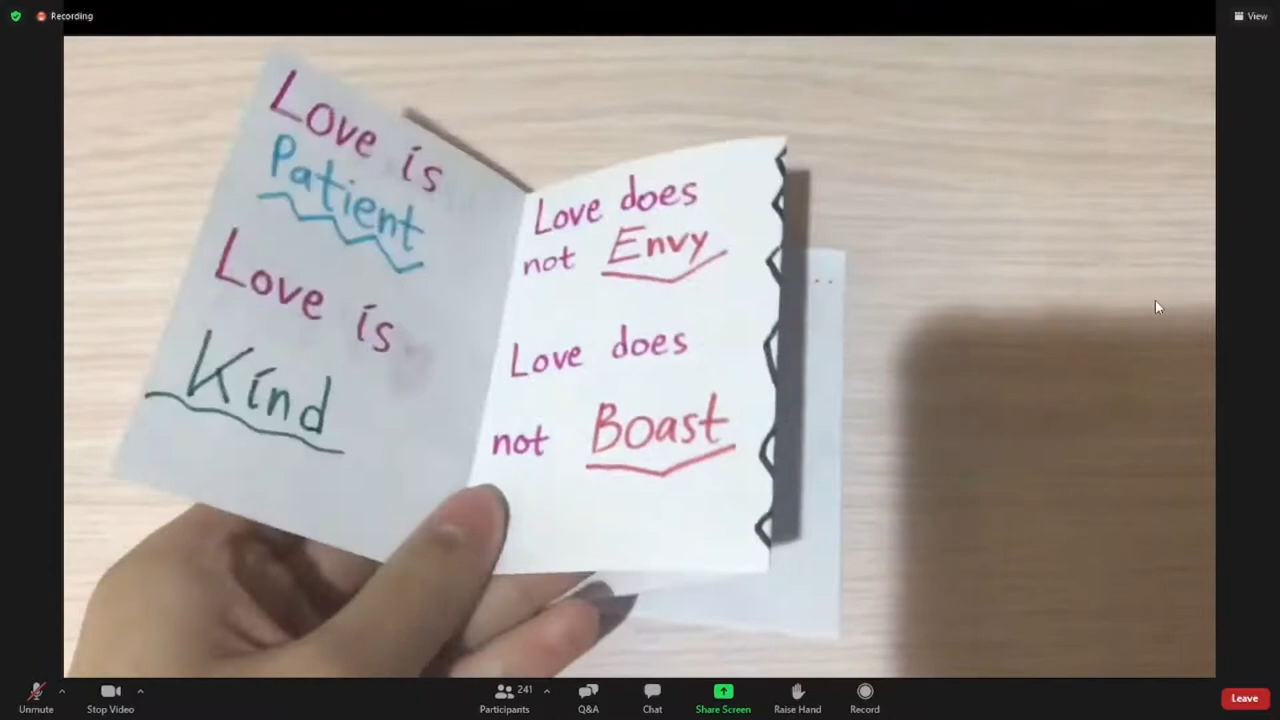 Recording
View
Love is
Patient
Love is
Kind
Love does
not Envy
Love does
not Boast
Unmute
Stop Video
241
Participants
Q&A
Chat
Share Screen
Raise Hand
Record
Leave